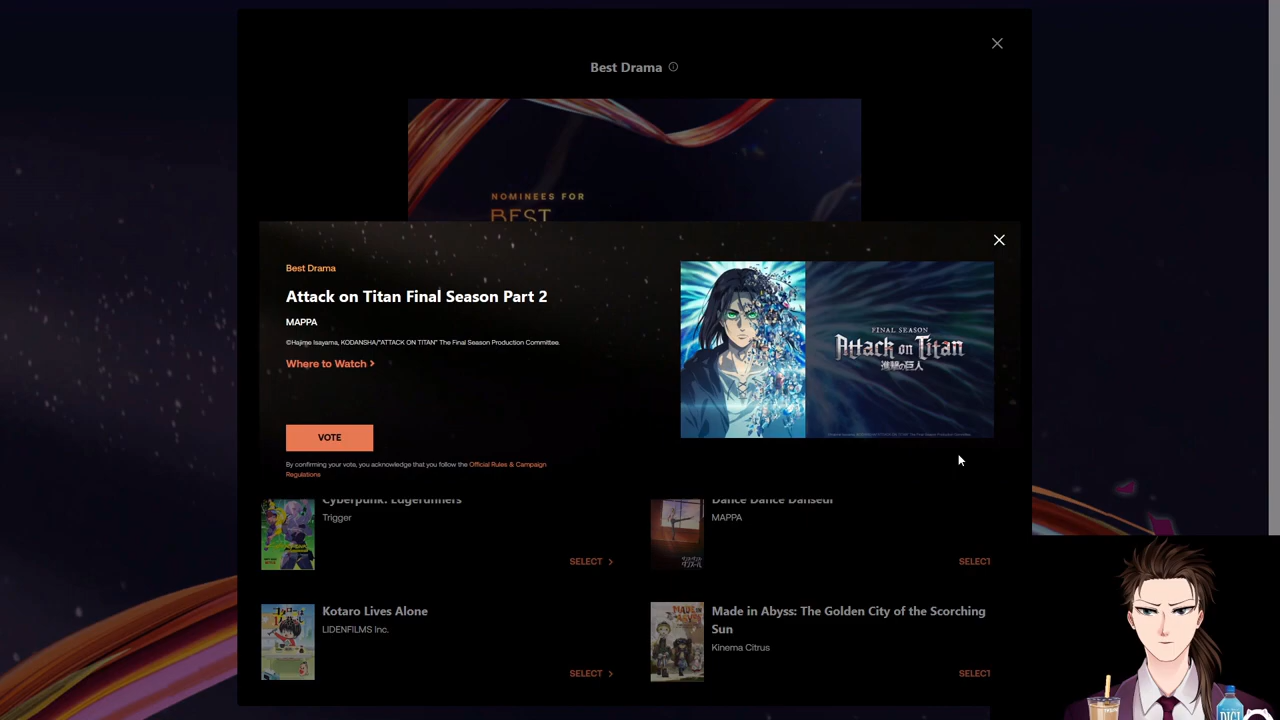 Best Drama
NOMINEES FOR
BEST
Best Drama
Attack on Titan Final Season Part 2
MAPPA
©Hajime Isayama, KODANSHA/"ATTACK ON TITAN" The Final Season Production Committee.
Where to Watch
VOTE
By confirming your vote, you acknowledge that you follow the Official Rules & Campaign
Regulations
FINAL SEASON
Attack on Titan
進撃の巨人
Cyberpunk: Edgerunners
Trigger
SELECT
Dance Dance Danseur
MAPPA
SELECT
Kotaro Lives Alone
LIDENFILMS Inc.
SELECT
Made in Abyss: The Golden City of the Scorching
Sun
Kinema Citrus
SELECT